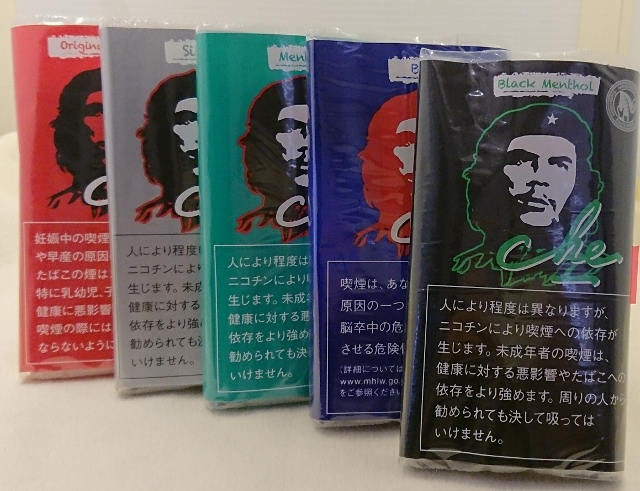 Original
妊娠中の喫煙
や早産の原因
たばこの煙は
特に乳幼児、子
健康に悪影響
喫煙の際には
ならないように
人により程度
ニコチンにより
生じます。未成
健康に対する
依存をより強
勧められても
いけません。
人により程度は
ニコチンにより
生じます。未成年
健康に対する悪
依存をより強め
勧められても決
いけません。
喫煙は、あな
原因の一つ
脳卒中の危
させる危険
(詳細については
www.mhlw.go.
をご参照ください
Black Menthol
che
人により程度は異なりますが、
ニコチンにより喫煙への依存が
生じます。未成年者の喫煙は、
健康に対する悪影響やたばこへの
依存をより強めます。周りの人から
勧められても決して吸っては
いけません。